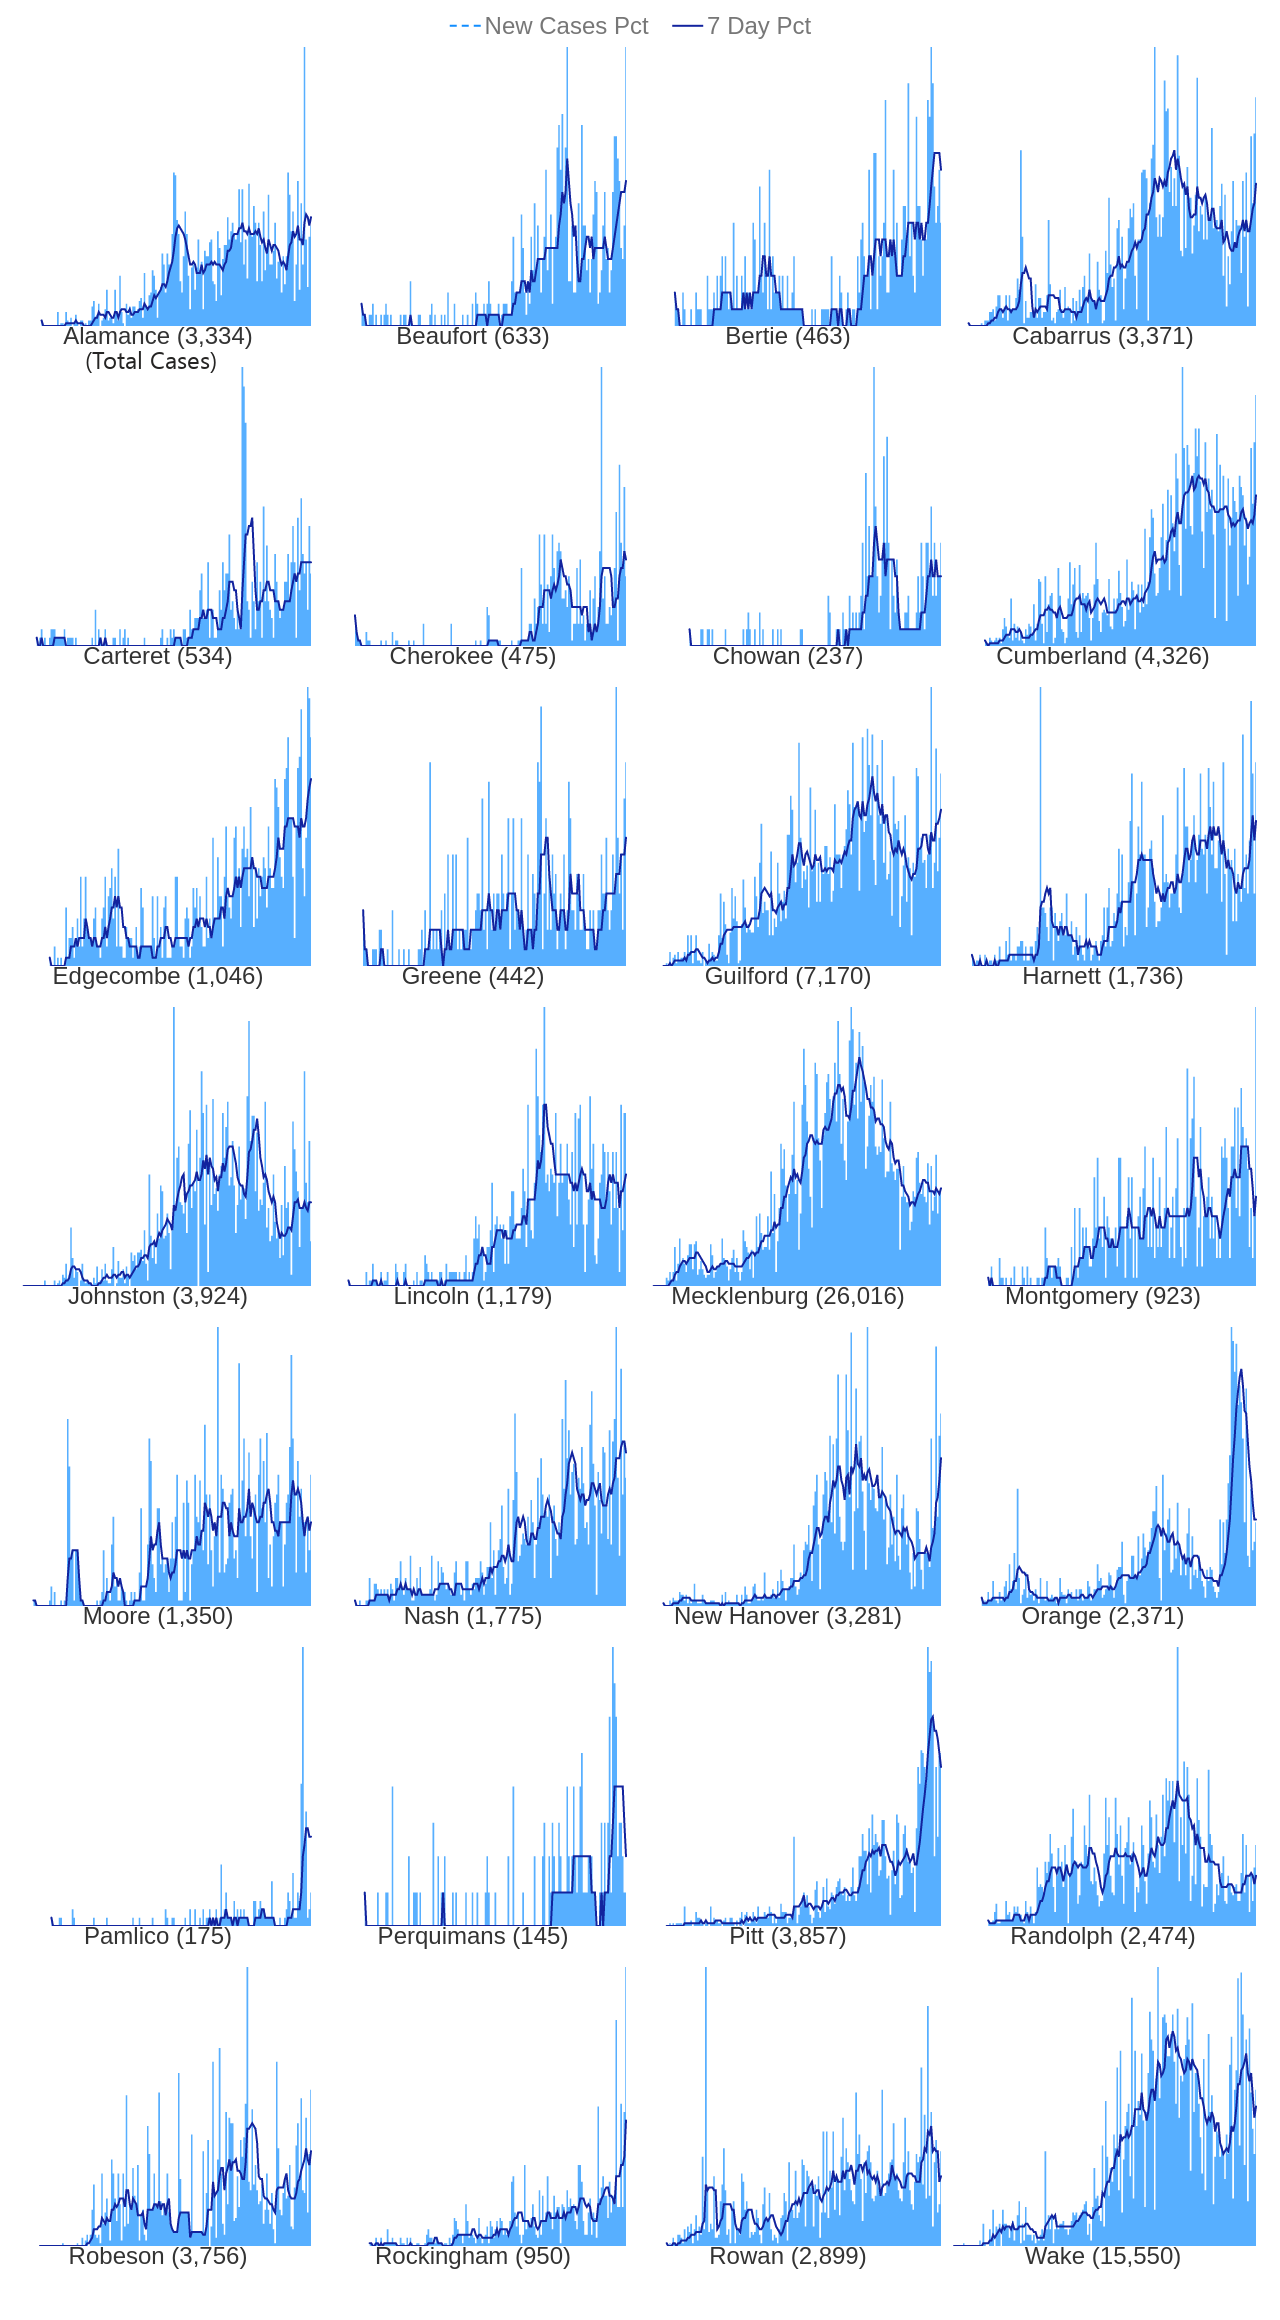 New Cases Pct 7 Day Pct
Alamance (3,334) Beaufort (633) Bertie (463) Cabarrus (3,371)
(Total Cases)
Carteret (534) Cherokee (475) Chowan (237) Cumberland (4,326)
Edgecombe (1,046) Greene (442) Guilford (7,170) Harnett (1,736)
Johnston (3,924) Lincoln (1,179) Mecklenburg (26,016) Montgomery (923)
Moore (1,350) Nash (1,775) New Hanover (3,281) Orange (2,371)
Pamlico (175) Perquimans (145) Pitt (3,857) Randolph (2,474)
Robeson (3,756) Rockingham (950) Rowan (2,899) Wake (15,550)